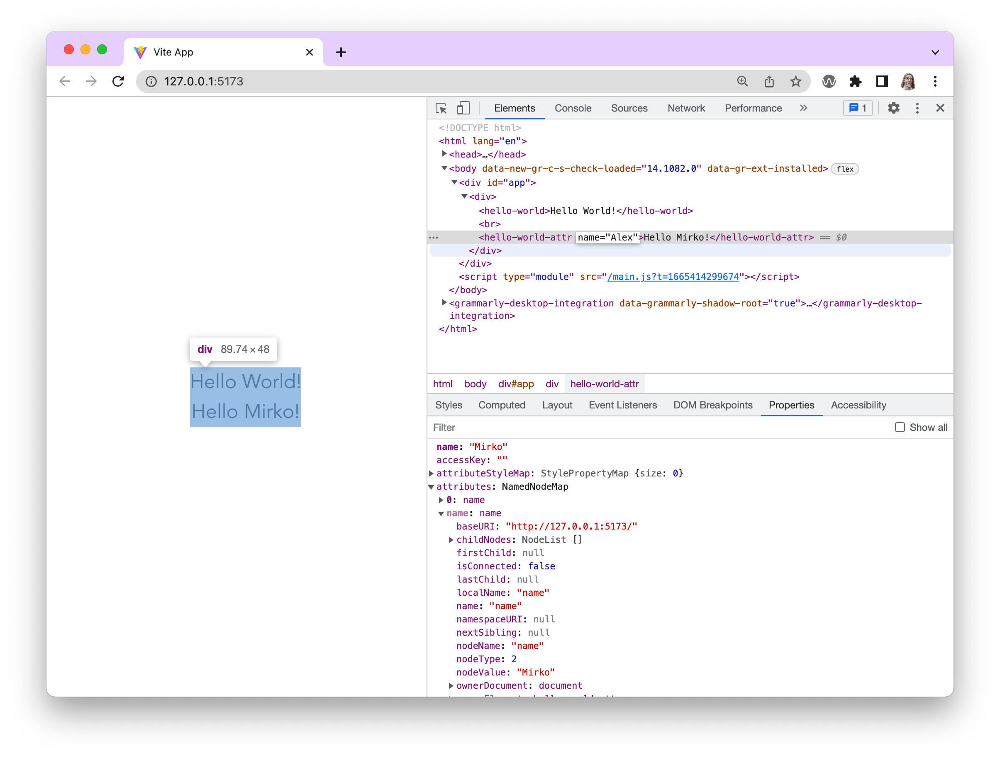 Vite App
127.0.0.1:5173
Elements Console Sources Network Performance 1
<!DOCTYPE html>
<html lang="en">
<head>…</head>
<body data-new-gr-c-s-check-loaded="14.1082.0" data-gr-ext-installed> flex
<div id="app">
<div>
<hello-world>Hello World!</hello-world>
<br>
<hello-world-attr name="Alex">Hello Mirko!</hello-world-attr> == $0
</div>
</div>
<script type="module" src="/main.js?t=1665414299674"></script>
</body>
<grammarly-desktop-integration data-grammarly-shadow-root="true">…</grammarly-desktop-
integration>
</html>
div 89.74×48
Hello World!
Hello Mirko!
html body div#app div hello-world-attr
Styles Computed Layout Event Listeners DOM Breakpoints Properties Accessibility
Filter Show all
name: "Mirko"
accessKey: ""
attributeStyleMap: StylePropertyMap {size: 0}
attributes: NamedNodeMap
0: name
name: name
baseURI: "http://127.0.0.1:5173/"
childNodes: NodeList []
firstChild: null
isConnected: false
lastChild: null
localName: "name"
name: "name"
namespaceURI: null
nextSibling: null
nodeName: "name"
nodeType: 2
nodeValue: "Mirko"
ownerDocument: document